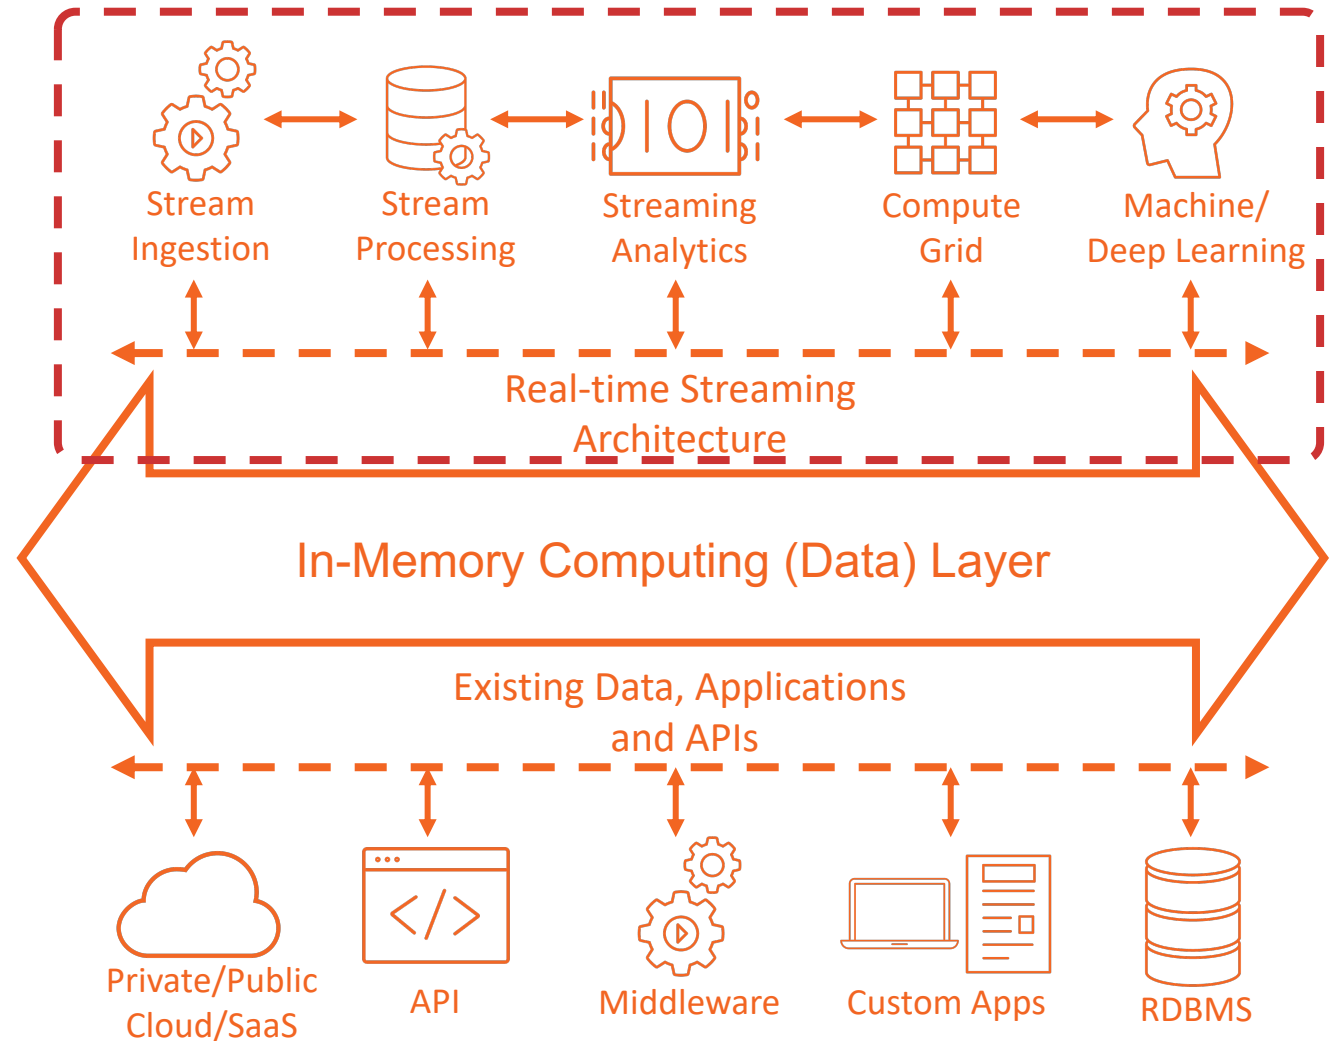 Stream
Ingestion
Stream
Processing
Streaming
Analytics
Compute
Grid
Machine/
Deep Learning
Real-time Streaming
Architecture
In-Memory Computing (Data) Layer
Existing Data, Applications
and APIs
Private/Public
Cloud/SaaS
API
Middleware
Custom Apps
RDBMS